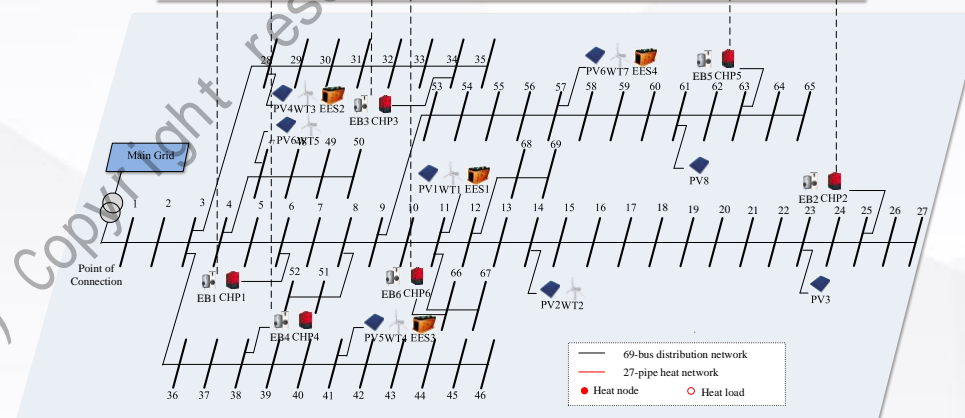 Copyright
28 29 30 31 32 33 34 35
PV6WT7 EES4
EB5 CHP5
PV4WT3 EES2
EB3 CHP3
53 54 55 56 57 58 59 60 61 62 63 64 65
49 50
68 69
PV1 WT1 EES1
PV8
EB2 CHP2
Main Grid
1 2 3 4 5 6 7 8 9 10 11 12 13 14 15 16 17 18 19 20 21 22 23 24 25 26 27
Point of
Connection
EB1 CHP1
52 51
EB6 CHP6
66 67
PV2WT2
PV3
EB4 CHP4
PV5WT4 EES3
36 37 38 39 40 41 42 43 44 45 46
69-bus distribution network
27-pipe heat network
Heat node
Heat load